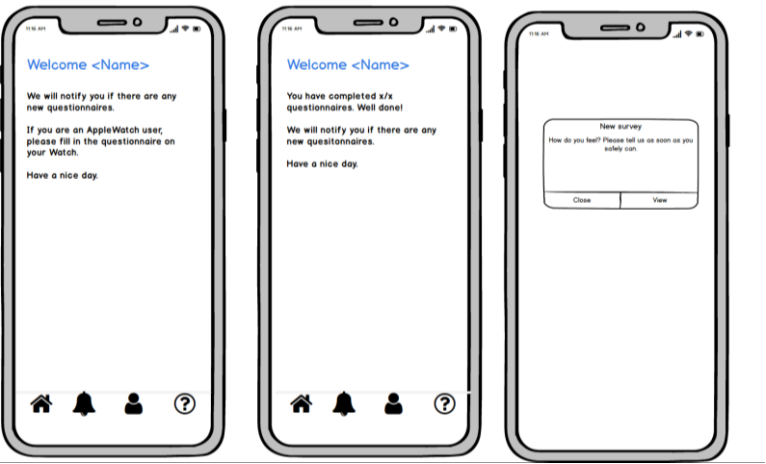 11:16 AM
Welcome <Name>
We will notify you if there are any
new questionnaires.
If you are an AppleWatch user,
please fill in the questionnaire on
your Watch.
Have a nice day.
11:16 AM
Welcome <Name>
You have completed x/x
questionnaires. Well done!
We will notify you if there are any
new quesitonnaires.
Have a nice day.
11:16 AM
New survey
How do you feel? Please tell us as soon as you
safely can.
Close
View